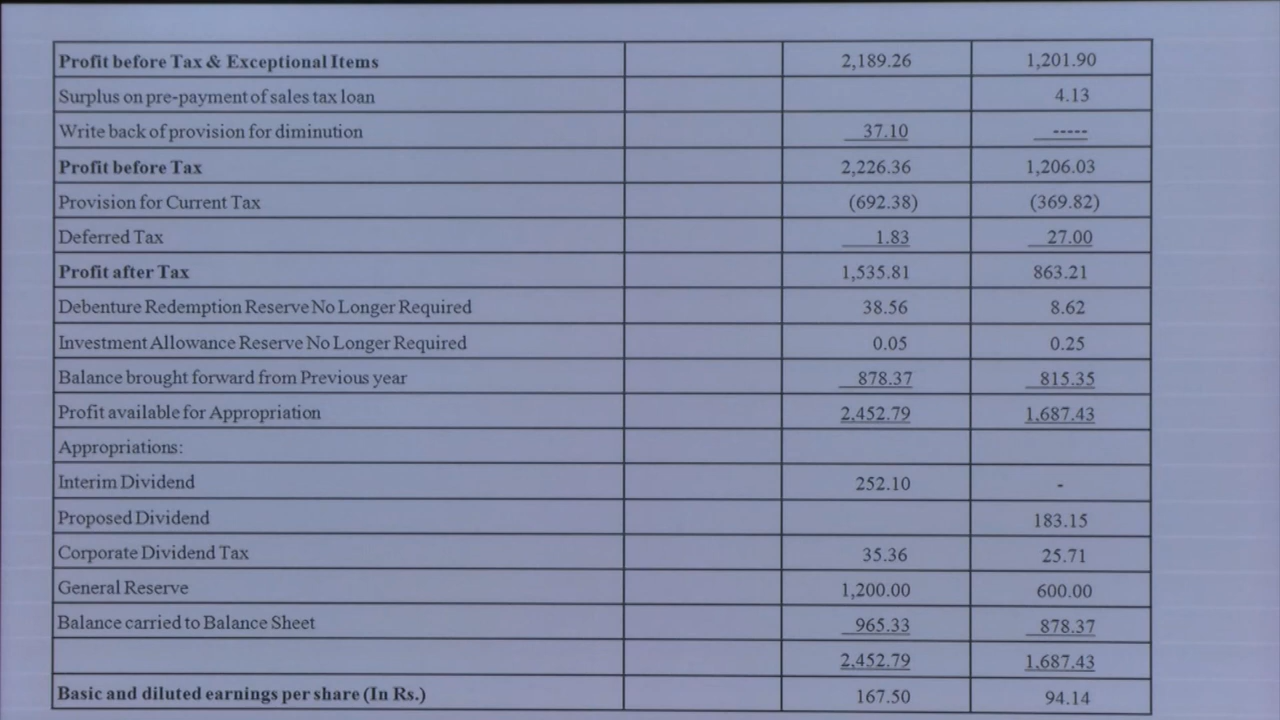 Profit before Tax & Exceptional Items 2,189.26 1,201.90
Surplus on pre-payment of sales tax loan 4.13
Write back of provision for diminution 37.10 -----
Profit before Tax 2,226.36 1,206.03
Provision for Current Tax (692.38) (369.82)
Deferred Tax 1.83 27.00
Profit after Tax 1,535.81 863.21
Debenture Redemption Reserve No Longer Required 38.56 8.62
Investment Allowance Reserve No Longer Required 0.05 0.25
Balance brought forward from Previous year 878.37 815.35
Profit available for Appropriation 2,452.79 1,687.43
Appropriations:
Interim Dividend 252.10 -
Proposed Dividend 183.15
Corporate Dividend Tax 35.36 25.71
General Reserve 1,200.00 600.00
Balance carried to Balance Sheet 965.33 878.37
2,452.79 1,687.43
Basic and diluted earnings per share (In Rs.) 167.50 94.14